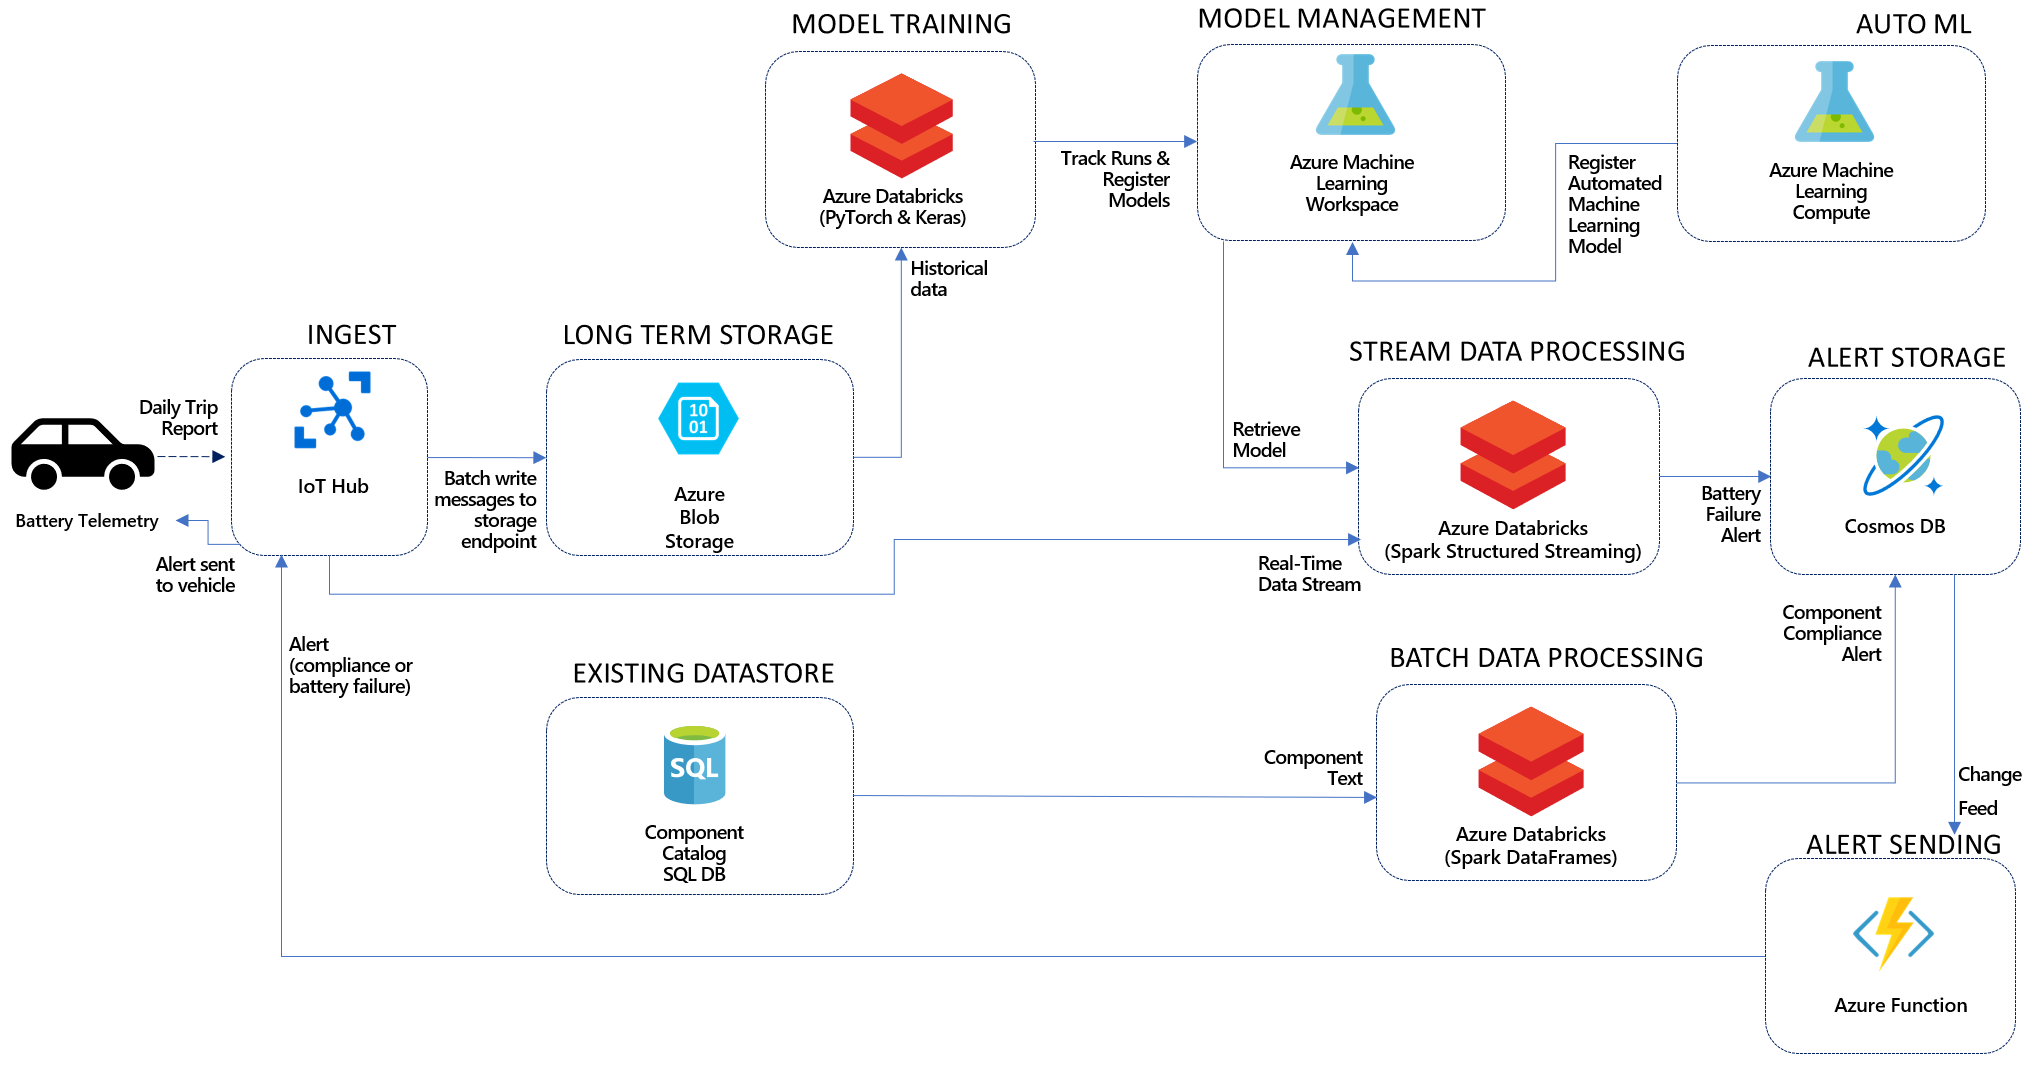 MODEL TRAINING
MODEL MANAGEMENT
AUTO ML
Azure Databricks
(PyTorch & Keras)
Track Runs &
Register
Models
Azure Machine
Learning
Workspace
Register
Automated
Machine
Learning
Model
Azure Machine
Learning
Compute
Historical
data
INGEST
LONG TERM STORAGE
STREAM DATA PROCESSING
ALERT STORAGE
Daily Trip
Report
IoT Hub
Battery Telemetry
Alert sent
to vehicle
Batch write
messages to
storage
endpoint
10
01
Azure
Blob
Storage
Retrieve
Model
Real-Time
Data Stream
Azure Databricks
(Spark Structured Streaming)
Battery
Failure
Alert
Cosmos DB
Alert
(compliance or
battery failure)
EXISTING DATASTORE
BATCH DATA PROCESSING
Component
Compliance
Alert
SQL
Component
Catalog
SQL DB
Component
Text
Azure Databricks
(Spark DataFrames)
Change
Feed
ALERT SENDING
Azure Function